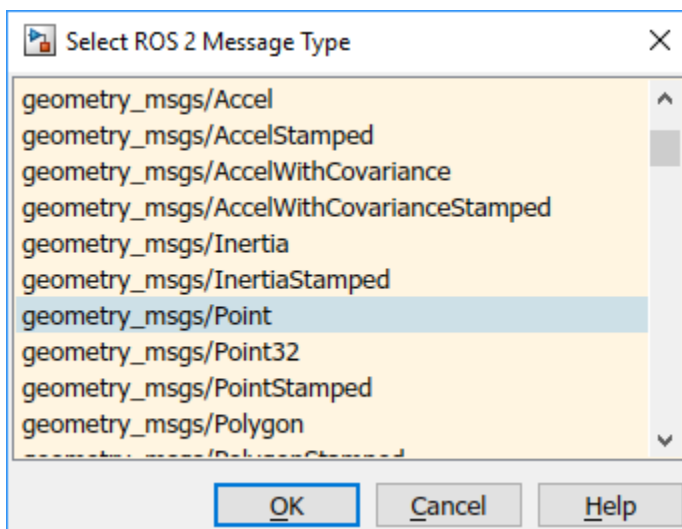 Select ROS 2 Message Type
geometry_msgs/Accel
geometry_msgs/AccelStamped
geometry_msgs/AccelWithCovariance
geometry_msgs/AccelWithCovarianceStamped
geometry_msgs/Inertia
geometry_msgs/InertiaStamped
geometry_msgs/Point
geometry_msgs/Point32
geometry_msgs/PointStamped
geometry_msgs/Polygon
OK Cancel Help